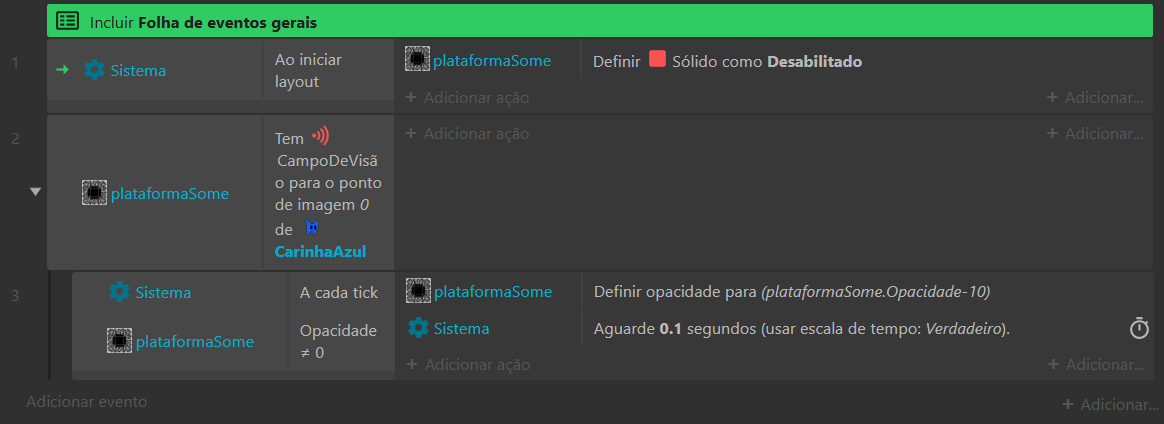 Incluir Folha de eventos gerais
1
Sistema
Ao iniciar
layout
plataformaSome
Definir Sólido como Desabilitado
+ Adicionar ação
+ Adicionar...
2
plataformaSome
Tem
CampoDeVisã
o para o ponto
de imagem 0
de
CarinhaAzul
+ Adicionar ação
+ Adicionar...
3
Sistema
A cada tick
plataformaSome
Opacidade
≠ 0
plataformaSome
Definir opacidade para (plataformaSome.Opacidade-10)
Sistema
Aguarde 0.1 segundos (usar escala de tempo: Verdadeiro).
+ Adicionar ação
+ Adicionar...
Adicionar evento
+ Adicionar...